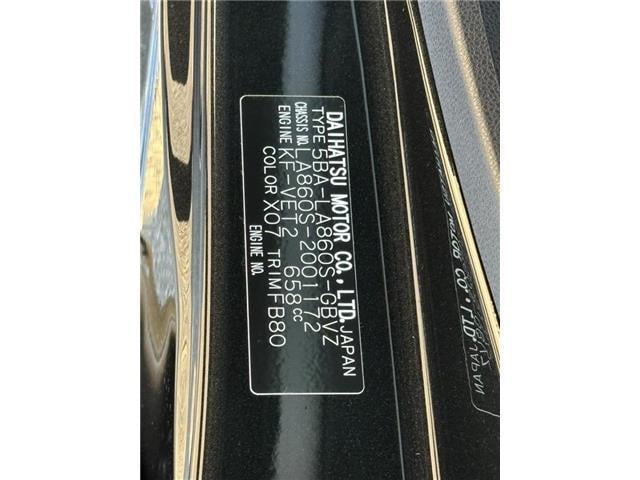 DAIHATSU MOTOR CO., LTD. JAPAN
TYPE 5BA-LA860S-GBVZ
CHASSIS NO. LA860S-2001172
ENGINE KF-VET2 658cc
COLOR X07 TRIM FB80
ENGINE NO.